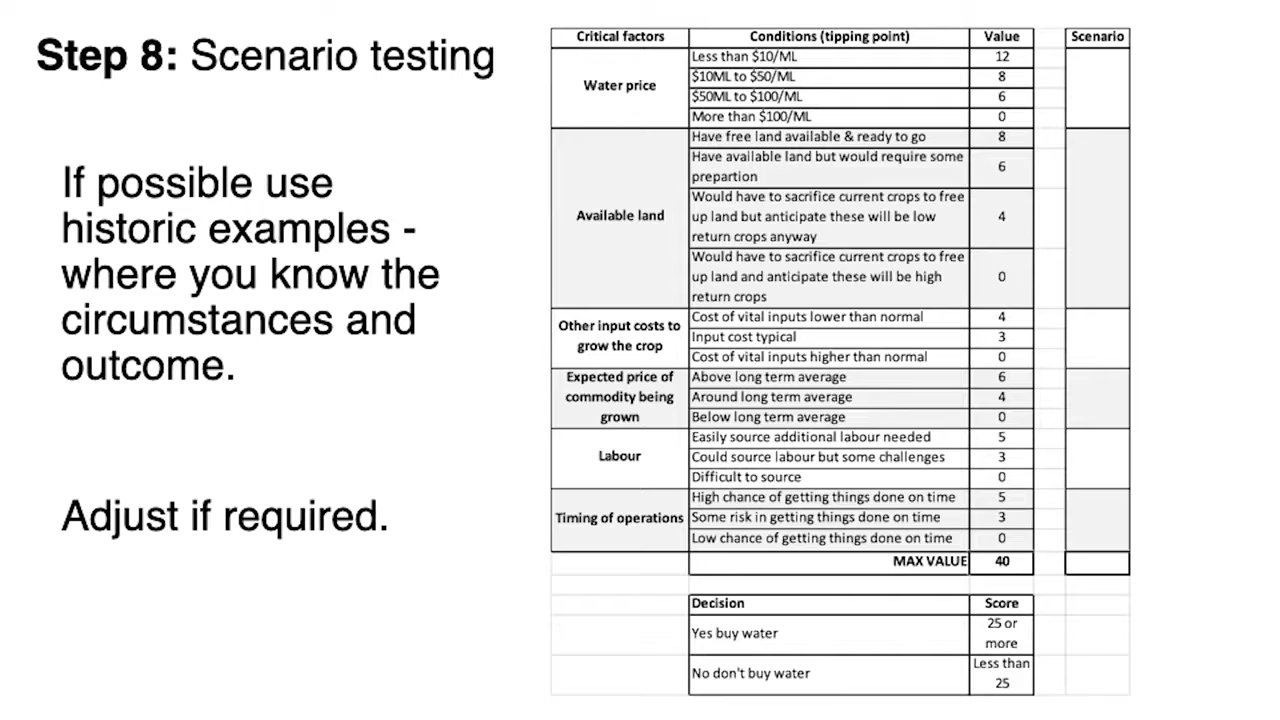 Step 8: Scenario testing
If possible use
historic examples -
where you know the
circumstances and
outcome.
Adjust if required.
Critical factors Conditions (tipping point) Value Scenario
Water price
Less than $10/ML 12
$10ML to $50/ML 8
$50ML to $100/ML 6
More than $100/ML 0
Available land
Have free land available & ready to go 8
Have available land but would require some
prepartion 6
Would have to sacrifice current crops to free
up land but anticipate these will be low 4
return crops anyway
Would have to sacrifice current crops to free
up land and anticipate these will be high 0
return crops
Other input costs to
grow the crop
Cost of vital inputs lower than normal 4
Input cost typical 3
Cost of vital inputs higher than normal 0
Expected price of
commodity being
grown
Above long term average 6
Around long term average 4
Below long term average 0
Labour
Easily source additional labour needed 5
Could source labour but some challenges 3
Difficult to source 0
Timing of operations
High chance of getting things done on time 5
Some risk in getting things done on time 3
Low chance of getting things done on time 0
MAX VALUE 40
Decision Score
Yes buy water 25 or
more
No don't buy water Less than
25